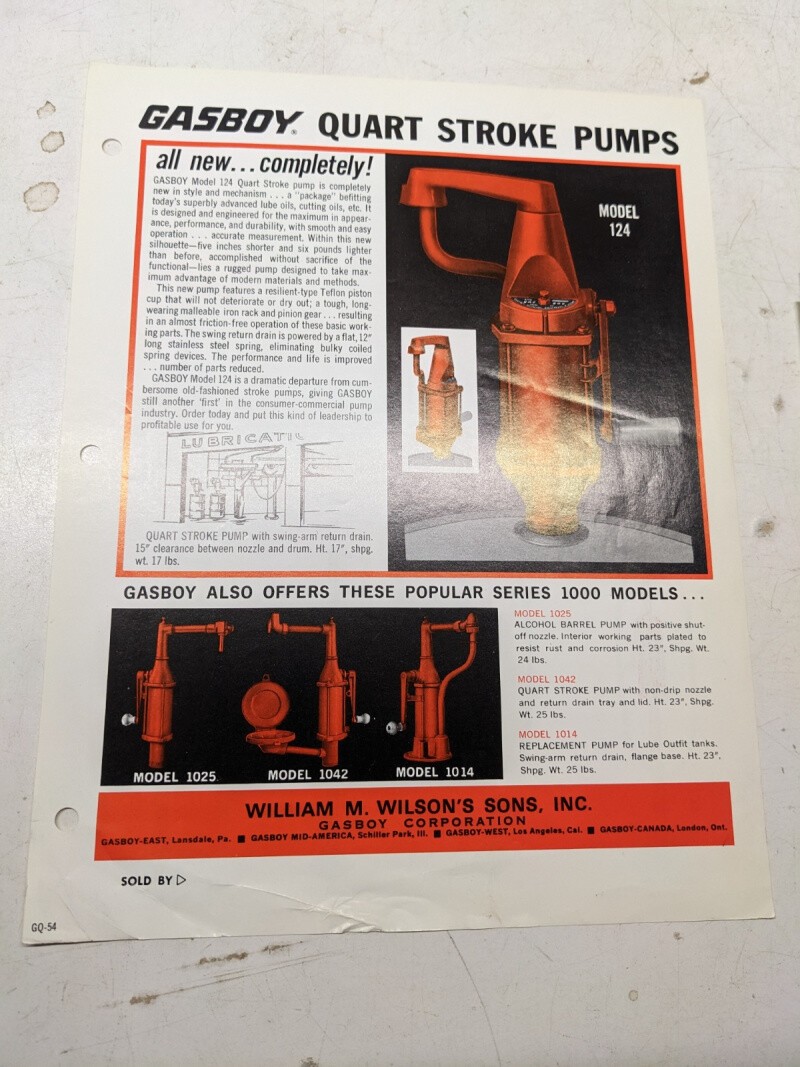 GASBOY® QUART STROKE PUMPS
all new...completely!
GASBOY Model 124 Quart Stroke pump is completely
new in style and mechanism . . . a "package" befitting
today's superbly advanced lube oils, cutting oils, etc. It
is designed and engineered for the maximum in appear-
ance, performance, and durability, with smooth and easy
operation . . . accurate measurement. Within this new
silhouette—five inches shorter and six pounds lighter
than before, accomplished without sacrifice of the
functional—lies a rugged pump designed to take max-
imum advantage of modern materials and methods.
This new pump features a resilient-type Teflon piston
cup that will not deteriorate or dry out; a tough, long-
wearing malleable iron rack and pinion gear . . . resulting
in an almost friction-free operation of these basic work-
ing parts. The swing return drain is powered by a flat, 12"
long stainless steel spring, eliminating bulky coiled
spring devices. The performance and life is improved
. . . number of parts reduced.
GASBOY Model 124 is a dramatic departure from cum-
bersome old-fashioned stroke pumps, giving GASBOY
still another 'first' in the consumer-commercial pump
industry. Order today and put this kind of leadership to
profitable use for you.
LUBRICATI
QUART STROKE PUMP with swing-arm return drain.
15" clearance between nozzle and drum. Ht. 17", shpg.
wt. 17 lbs.
MODEL
124
GASBOY ALSO OFFERS THESE POPULAR SERIES 1000 MODELS...
MODEL 1025
MODEL 1042
MODEL 1014
MODEL 1025
ALCOHOL BARREL PUMP with positive shut-
off nozzle. Interior working parts plated to
resist rust and corrosion Ht. 23", Shpg. Wt.
24 lbs.
MODEL 1042
QUART STROKE PUMP with non-drip nozzle
and return drain tray and lid. Ht. 23", Shpg.
Wt. 25 lbs.
MODEL 1014
REPLACEMENT PUMP for Lube Outfit tanks.
Swing-arm return drain, flange base. Ht. 23",
Shpg. Wt. 25 lbs.
WILLIAM M. WILSON'S SONS, INC.
GASBOY CORPORATION
GASBOY-EAST, Lansdale, Pa. ■ GASBOY MID-AMERICA, Schiller Park, Ill. ■ GASBOY-WEST, Los Angeles, Cal. ■ GASBOY-CANADA, London, Ont.
SOLD BY ▷
GQ-54